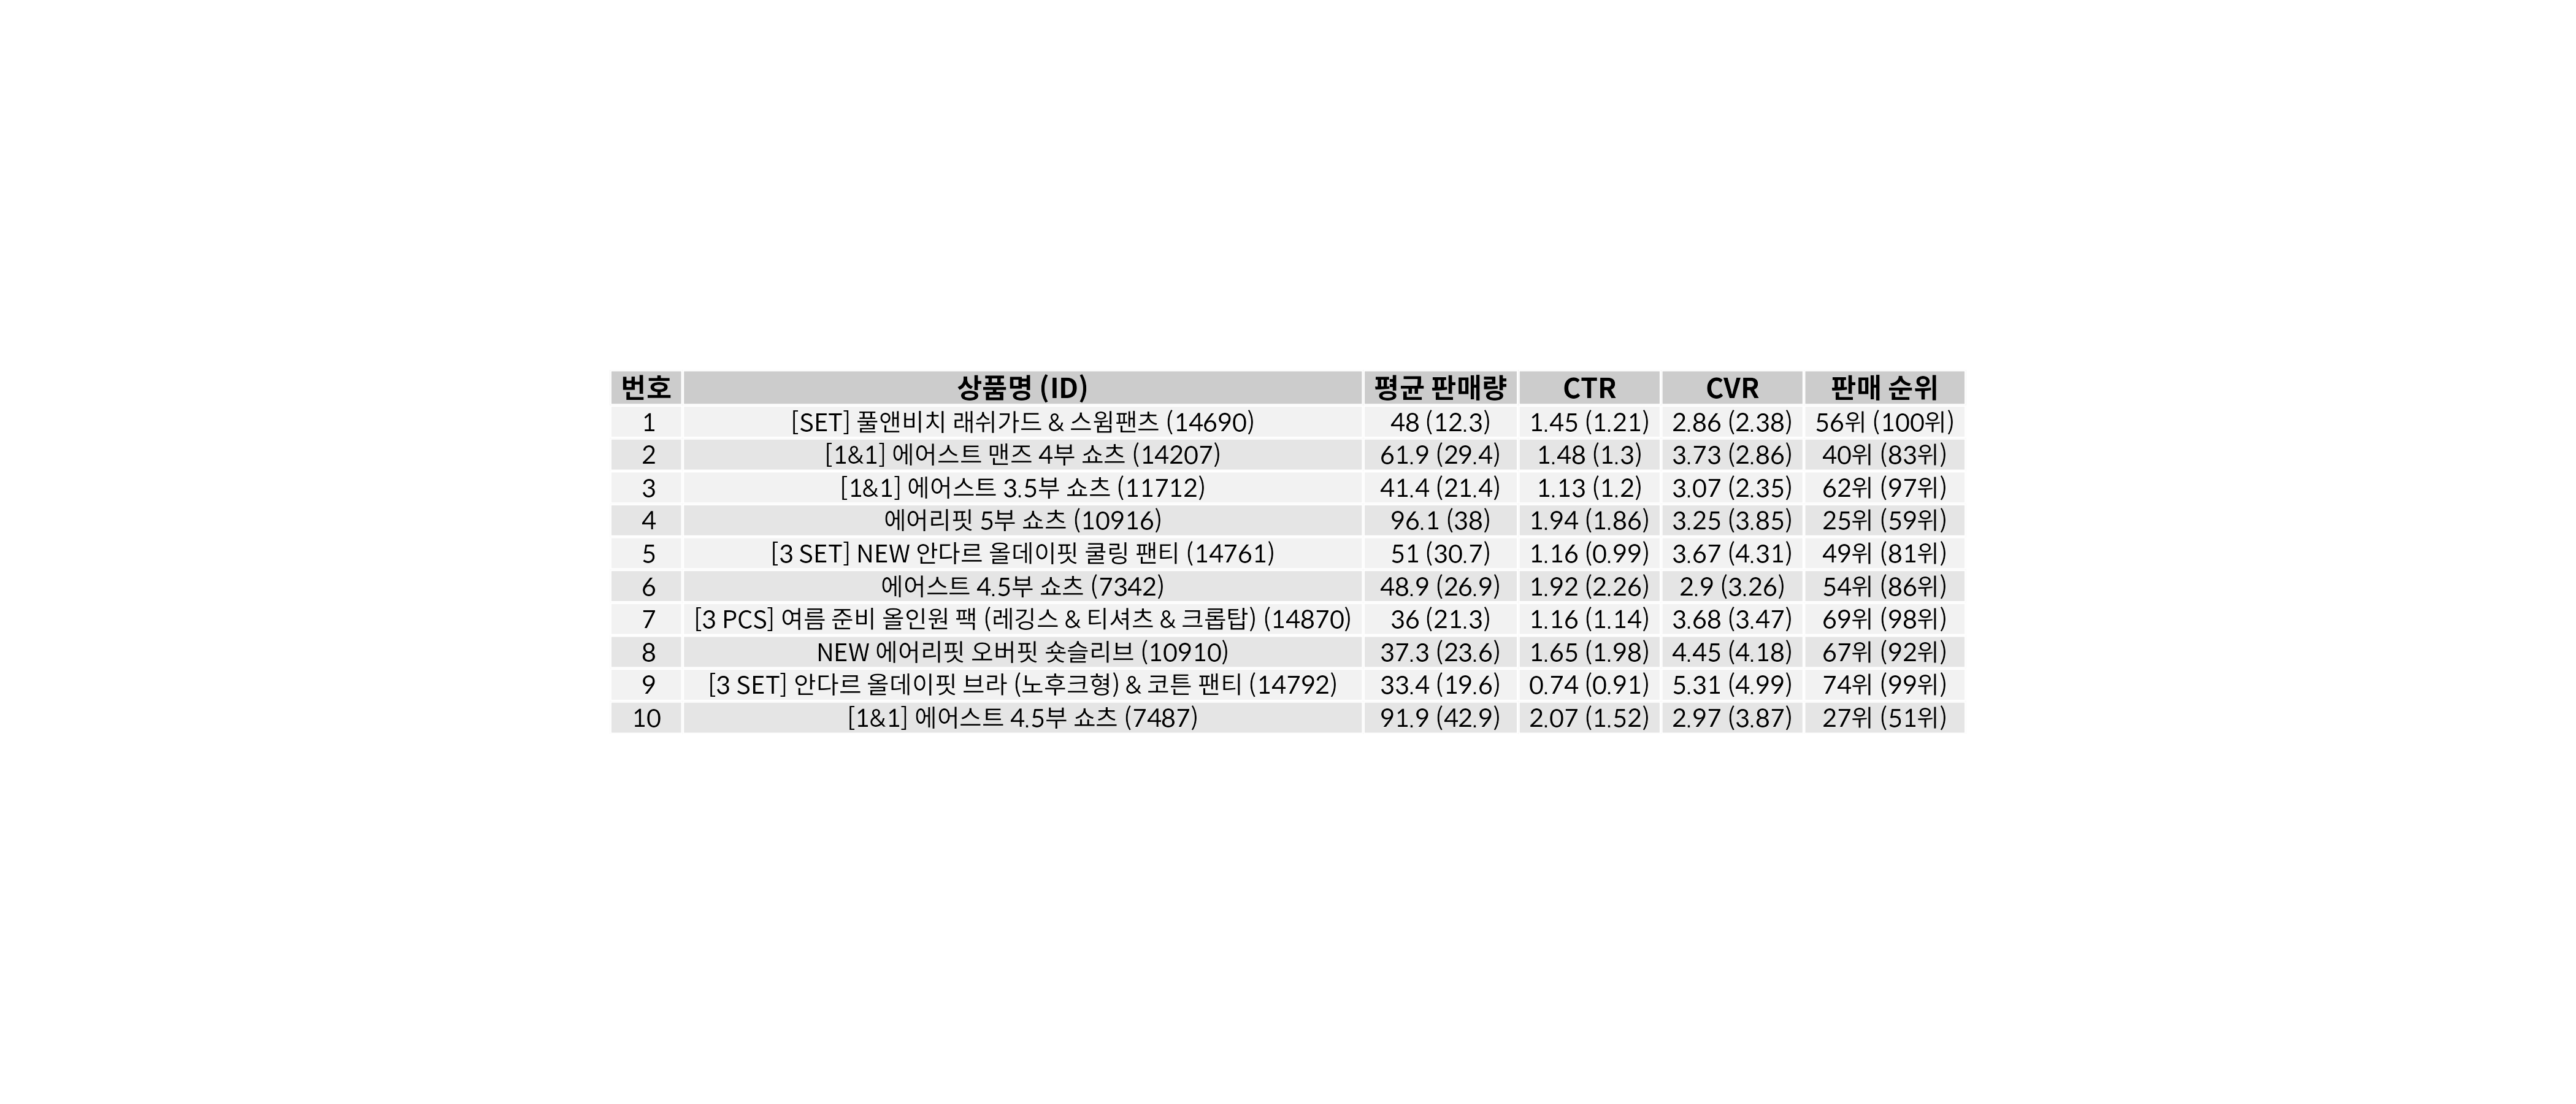 번호 상품명 (ID) 평균 판매량 CTR CVR 판매 순위
1 [SET] 풀앤비치 래쉬가드 & 스윔팬츠 (14690) 48 (12.3) 1.45 (1.21) 2.86 (2.38) 56위 (100위)
2 [1&1] 에어스트 맨즈 4부 쇼츠 (14207) 61.9 (29.4) 1.48 (1.3) 3.73 (2.86) 40위 (83위)
3 [1&1] 에어스트 3.5부 쇼츠 (11712) 41.4 (21.4) 1.13 (1.2) 3.07 (2.35) 62위 (97위)
4 에어리핏 5부 쇼츠 (10916) 96.1 (38) 1.94 (1.86) 3.25 (3.85) 25위 (59위)
5 [3 SET] NEW 안다르 올데이핏 쿨링 팬티 (14761) 51 (30.7) 1.16 (0.99) 3.67 (4.31) 49위 (81위)
6 에어스트 4.5부 쇼츠 (7342) 48.9 (26.9) 1.92 (2.26) 2.9 (3.26) 54위 (86위)
7 [3 PCS] 여름 준비 올인원 팩 (레깅스 & 티셔츠 & 크롭탑) (14870) 36 (21.3) 1.16 (1.14) 3.68 (3.47) 69위 (98위)
8 NEW 에어리핏 오버핏 숏슬리브 (10910) 37.3 (23.6) 1.65 (1.98) 4.45 (4.18) 67위 (92위)
9 [3 SET] 안다르 올데이핏 브라 (노후크형) & 코튼 팬티 (14792) 33.4 (19.6) 0.74 (0.91) 5.31 (4.99) 74위 (99위)
10 [1&1] 에어스트 4.5부 쇼츠 (7487) 91.9 (42.9) 2.07 (1.52) 2.97 (3.87) 27위 (51위)